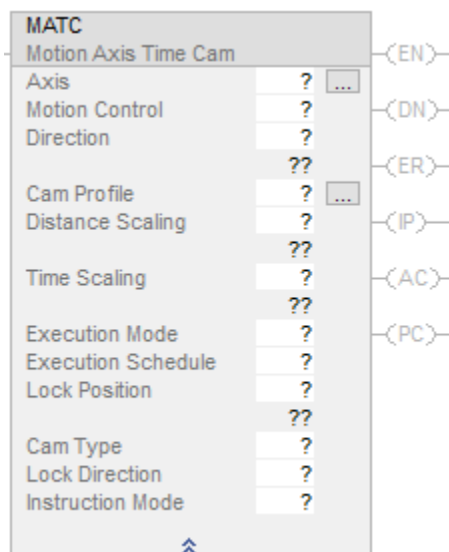 MATC
Motion Axis Time Cam (EN)
Axis ? ...
Motion Control ? (DN)
Direction ?
?? (ER)
Cam Profile ? ...
Distance Scaling ? (IP)
??
Time Scaling ? (AC)
??
Execution Mode ? (PC)
Execution Schedule ?
Lock Position ?
??
Cam Type ?
Lock Direction ?
Instruction Mode ?